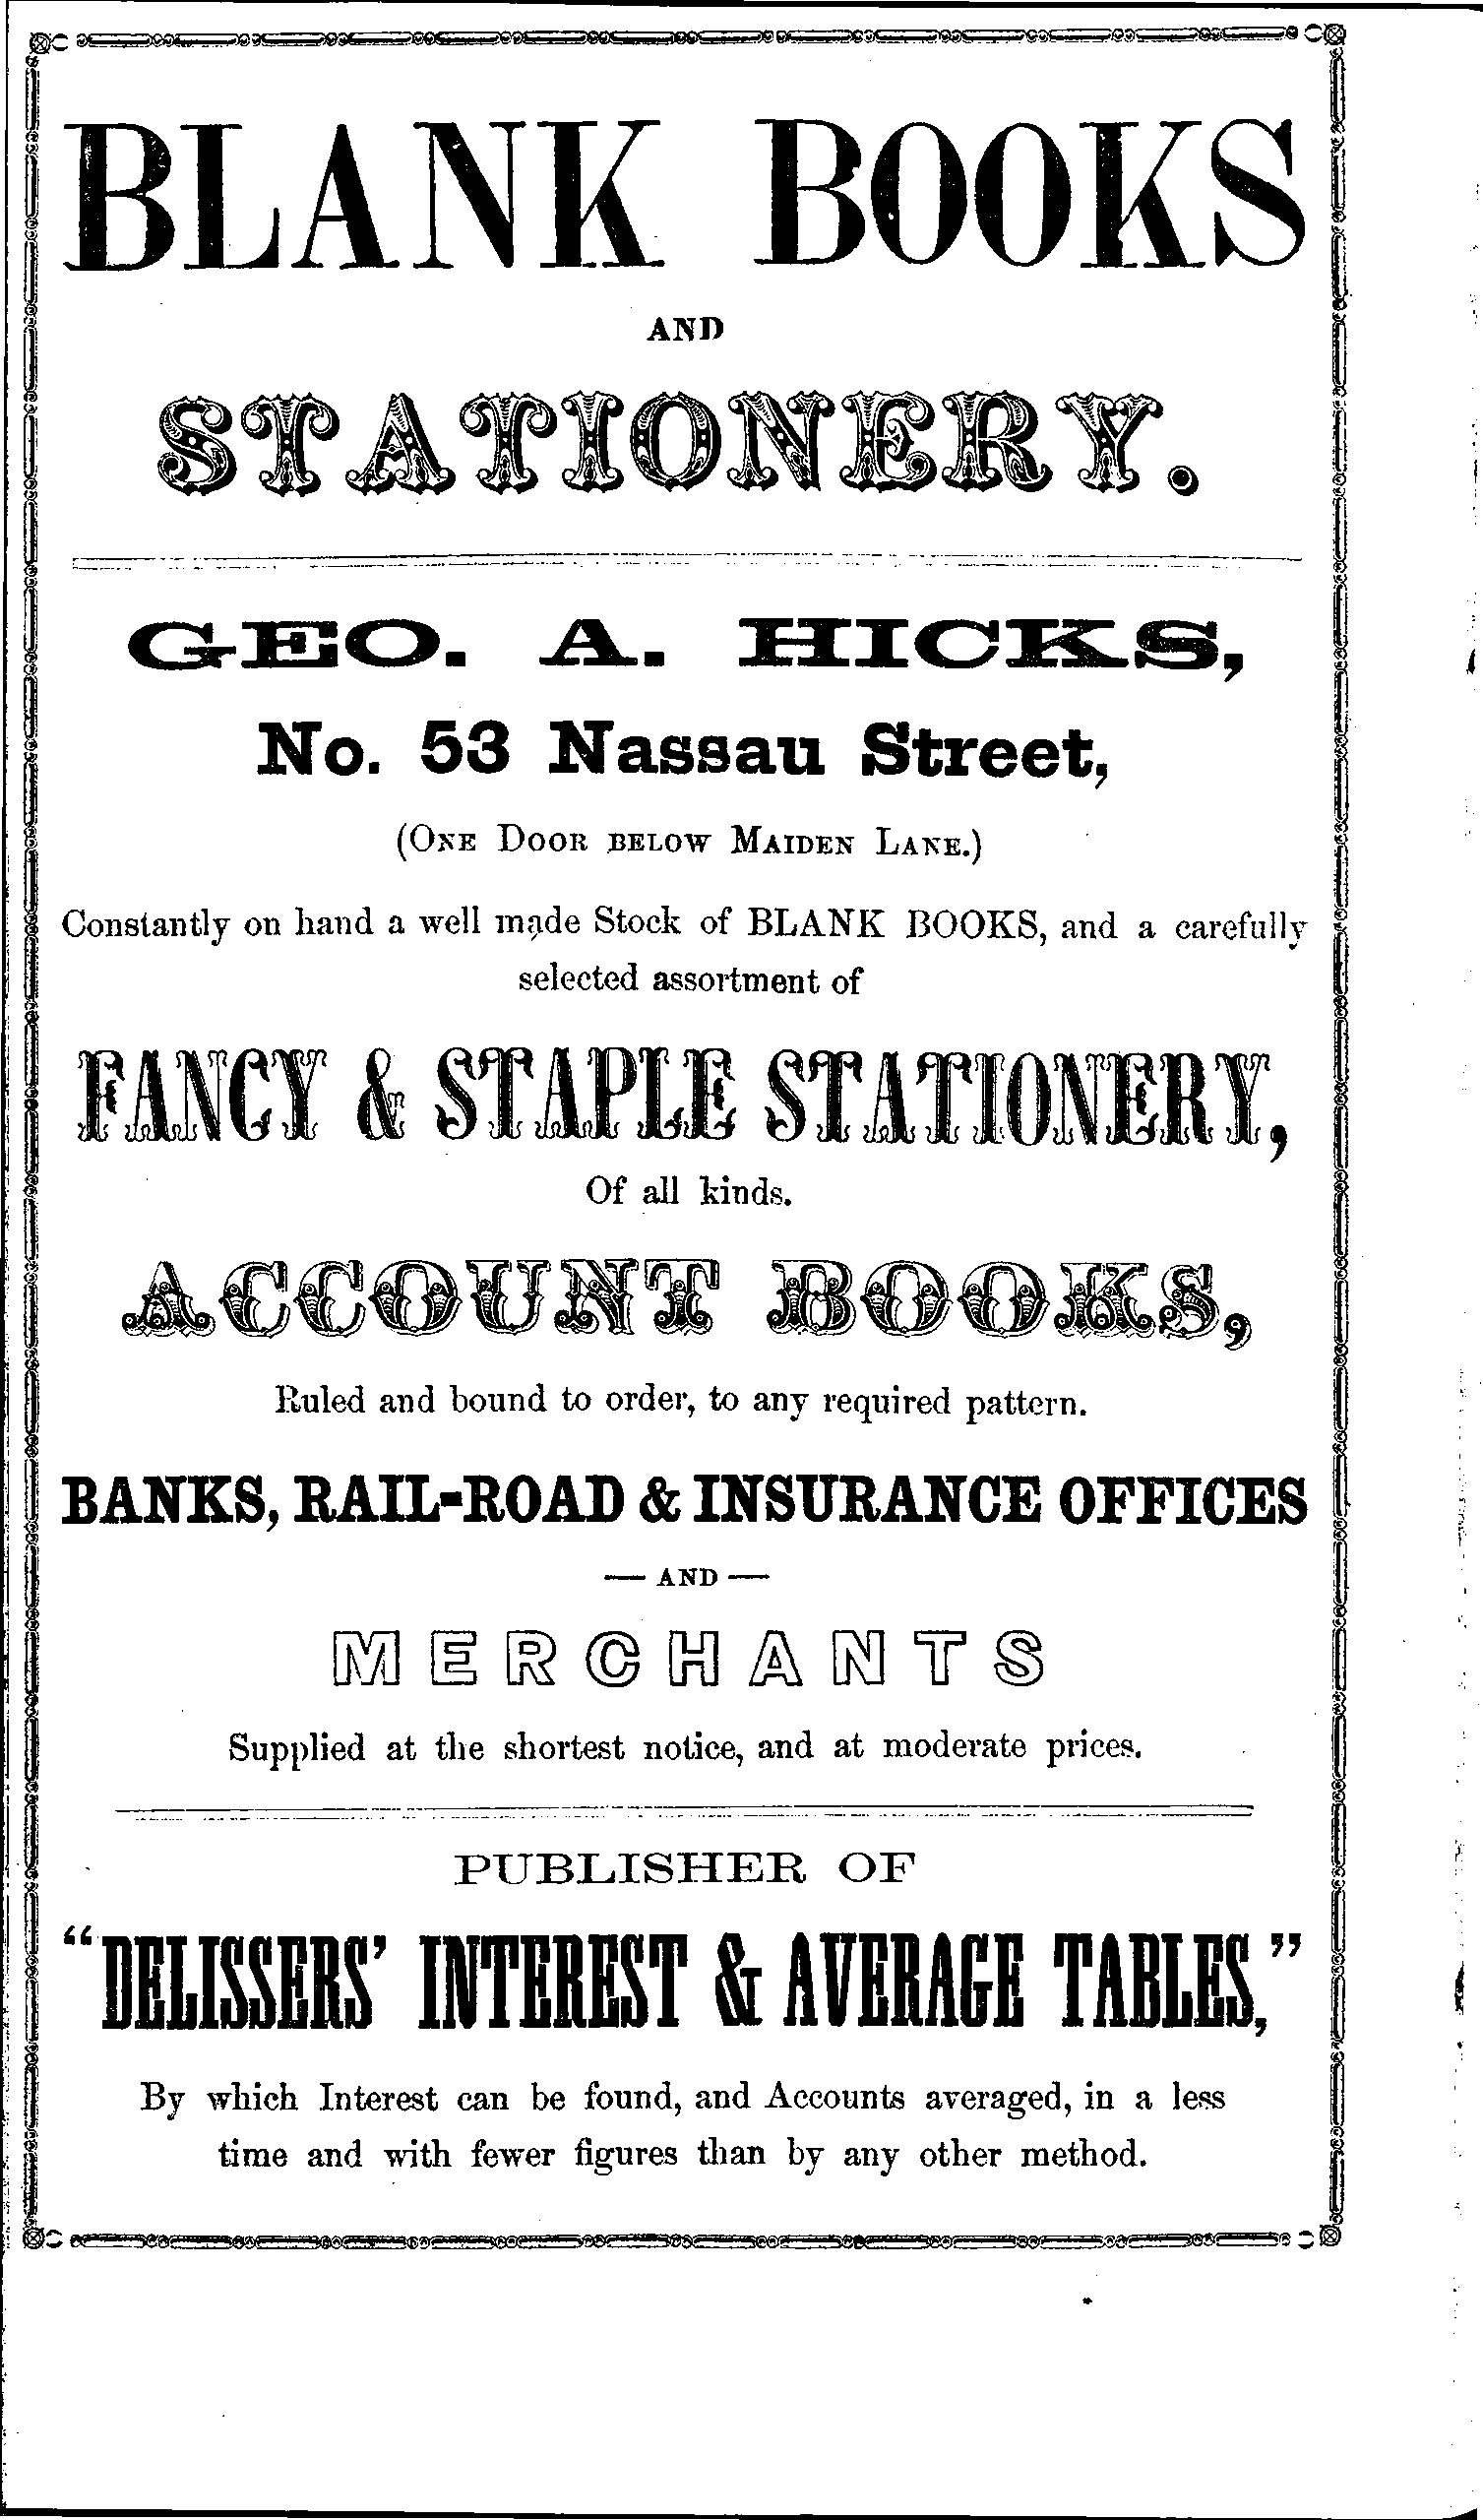 BLANK BOOKS
AND
STATIONERY.
GEO. A. HICKS,
No. 53 Nassau Street,
(One Door below Maiden Lane.)
Constantly on hand a well made Stock of BLANK BOOKS, and a carefully
selected assortment of
FANCY & STAPLE STATIONERY,
Of all kinds.
ACCOUNT BOOKS,
Ruled and bound to order, to any required pattern.
BANKS, RAIL-ROAD & INSURANCE OFFICES
— AND —
MERCHANTS
Supplied at the shortest notice, and at moderate prices.
PUBLISHER OF
"DELISSERS' INTEREST & AVERAGE TABLES,"
By which Interest can be found, and Accounts averaged, in a less
time and with fewer figures than by any other method.